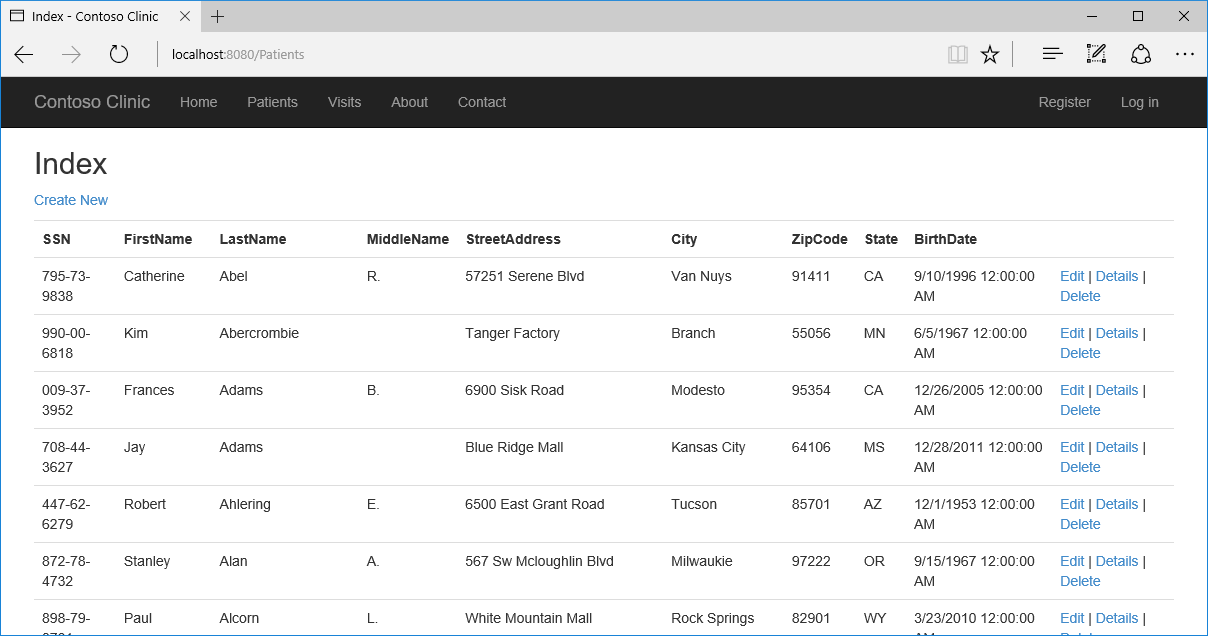 Index - Contoso Clinic
localhost:8080/Patients
Contoso Clinic Home Patients Visits About Contact Register Log in
Index
Create New
SSN FirstName LastName MiddleName StreetAddress City ZipCode State BirthDate
795-73- Catherine Abel R. 57251 Serene Blvd Van Nuys 91411 CA 9/10/1996 12:00:00 Edit | Details |
9838 AM Delete
990-00- Kim Abercrombie Tanger Factory Branch 55056 MN 6/5/1967 12:00:00 Edit | Details |
6818 AM Delete
009-37- Frances Adams B. 6900 Sisk Road Modesto 95354 CA 12/26/2005 12:00:00 Edit | Details |
3952 AM Delete
708-44- Jay Adams Blue Ridge Mall Kansas City 64106 MS 12/28/2011 12:00:00 Edit | Details |
3627 AM Delete
447-62- Robert Ahlering E. 6500 East Grant Road Tucson 85701 AZ 12/1/1953 12:00:00 Edit | Details |
6279 AM Delete
872-78- Stanley Alan A. 567 Sw Mcloughlin Blvd Milwaukie 97222 OR 9/15/1967 12:00:00 Edit | Details |
4732 AM Delete
898-79- Paul Alcorn L. White Mountain Mall Rock Springs 82901 WY 3/23/2010 12:00:00 Edit | Details |